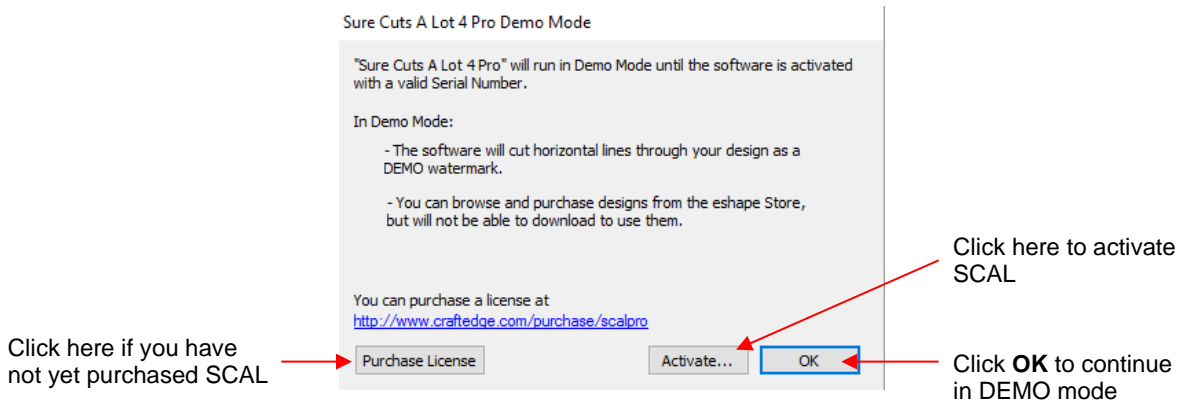 Sure Cuts A Lot 4 Pro Demo Mode
"Sure Cuts A Lot 4 Pro" will run in Demo Mode until the software is activated
with a valid Serial Number.
In Demo Mode:
- The software will cut horizontal lines through your design as a
DEMO watermark.
- You can browse and purchase designs from the eshape Store,
but will not be able to download to use them.
Click here to activate
SCAL
You can purchase a license at
http://www.craftedge.com/purchase/scalpro
Click here if you have
not yet purchased SCAL
Purchase License
Activate...
OK
Click OK to continue
in DEMO mode